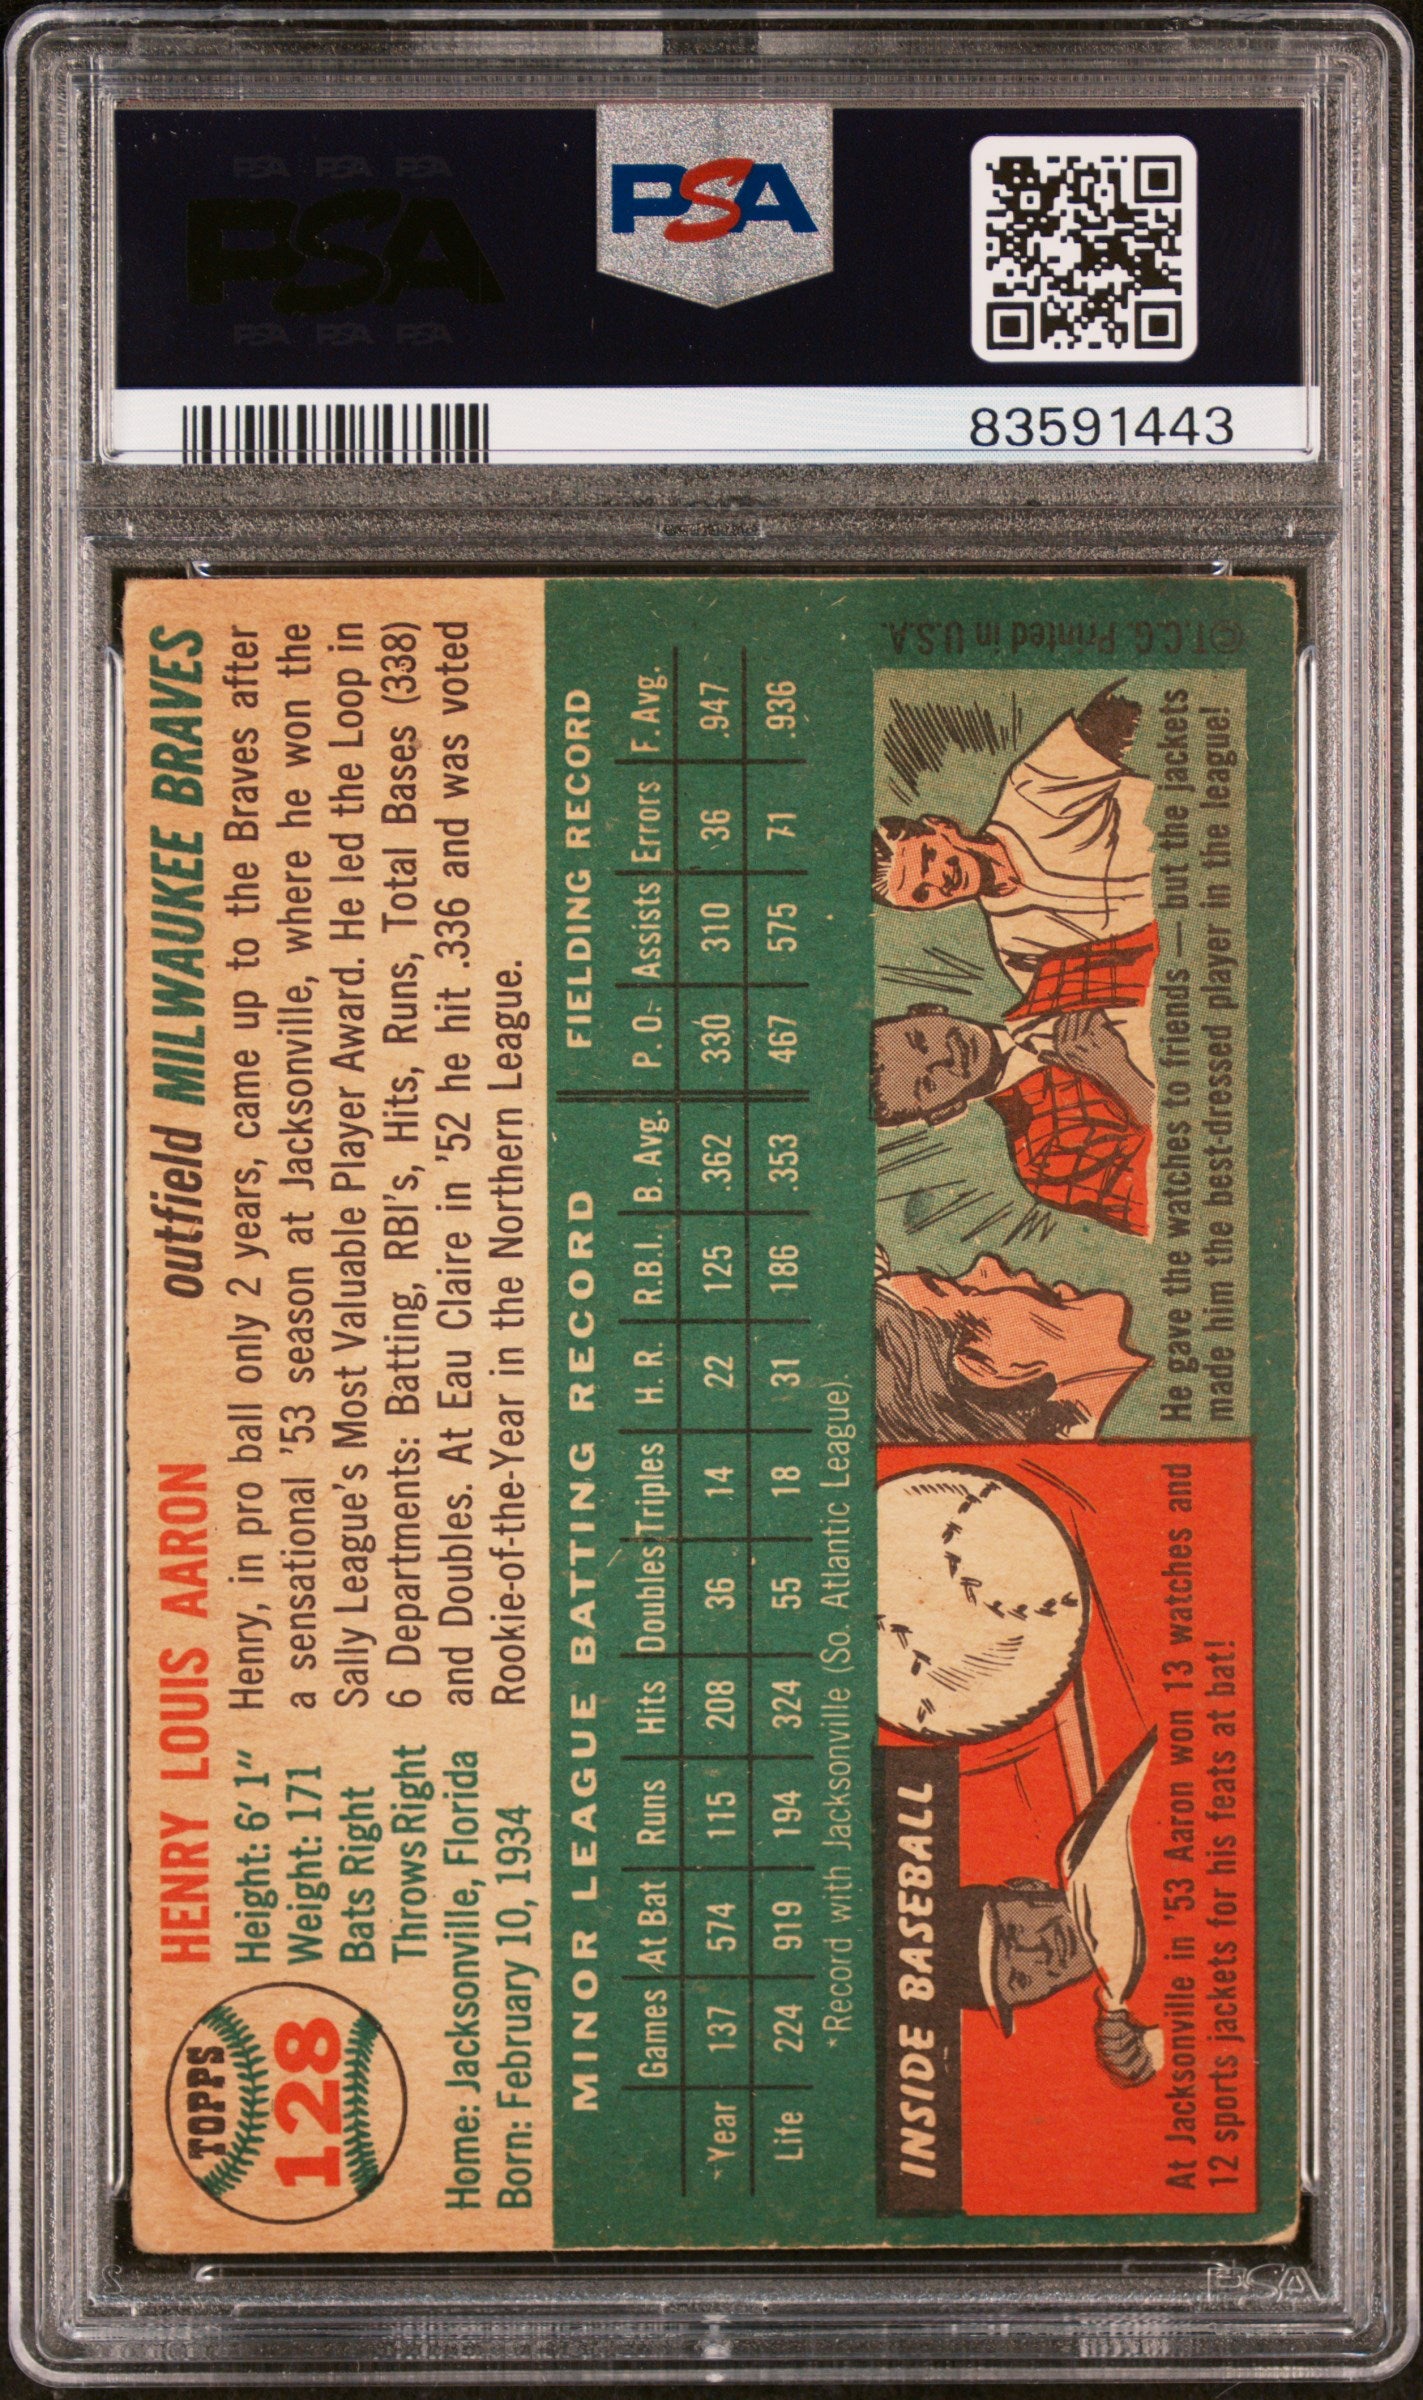 PSA PSA PSA
PSA
PSA PSA PSA
PSA
83591443
TOPPS
128
HENRY LOUIS AARON
outfield MILWAUKEE BRAVES
Height: 6' 1"
Weight: 171
Bats Right
Throws Right
Home: Jacksonville, Florida
Born: February 10, 1934
Henry, in pro ball only 2 years, came up to the Braves after
a sensational '53 season at Jacksonville, where he won the
Sally League's Most Valuable Player Award. He led the Loop in
6 Departments: Batting, RBI's, Hits, Runs, Total Bases (338)
and Doubles. At Eau Claire in '52 he hit .336 and was voted
Rookie-of-the-Year in the Northern League.
MINOR LEAGUE BATTING RECORD FIELDING RECORD
Games At Bat Runs Hits Doubles Triples H. R. R.B.I. B. Avg. P. O. Assists Errors F. Avg.
*Year 137 574 115 208 36 14 22 125 .362 330 310 36 .947
Life 224 919 194 324 55 18 31 186 .353 467 575 71 .936
*Record with Jacksonville (So. Atlantic League).
INSIDE BASEBALL
At Jacksonville in '53 Aaron won 13 watches and
12 sports jackets for his feats at bat!
He gave the watches to friends — but the jackets
made him the best-dressed player in the league!
©T.C.G. Printed in U.S.A.
PSA